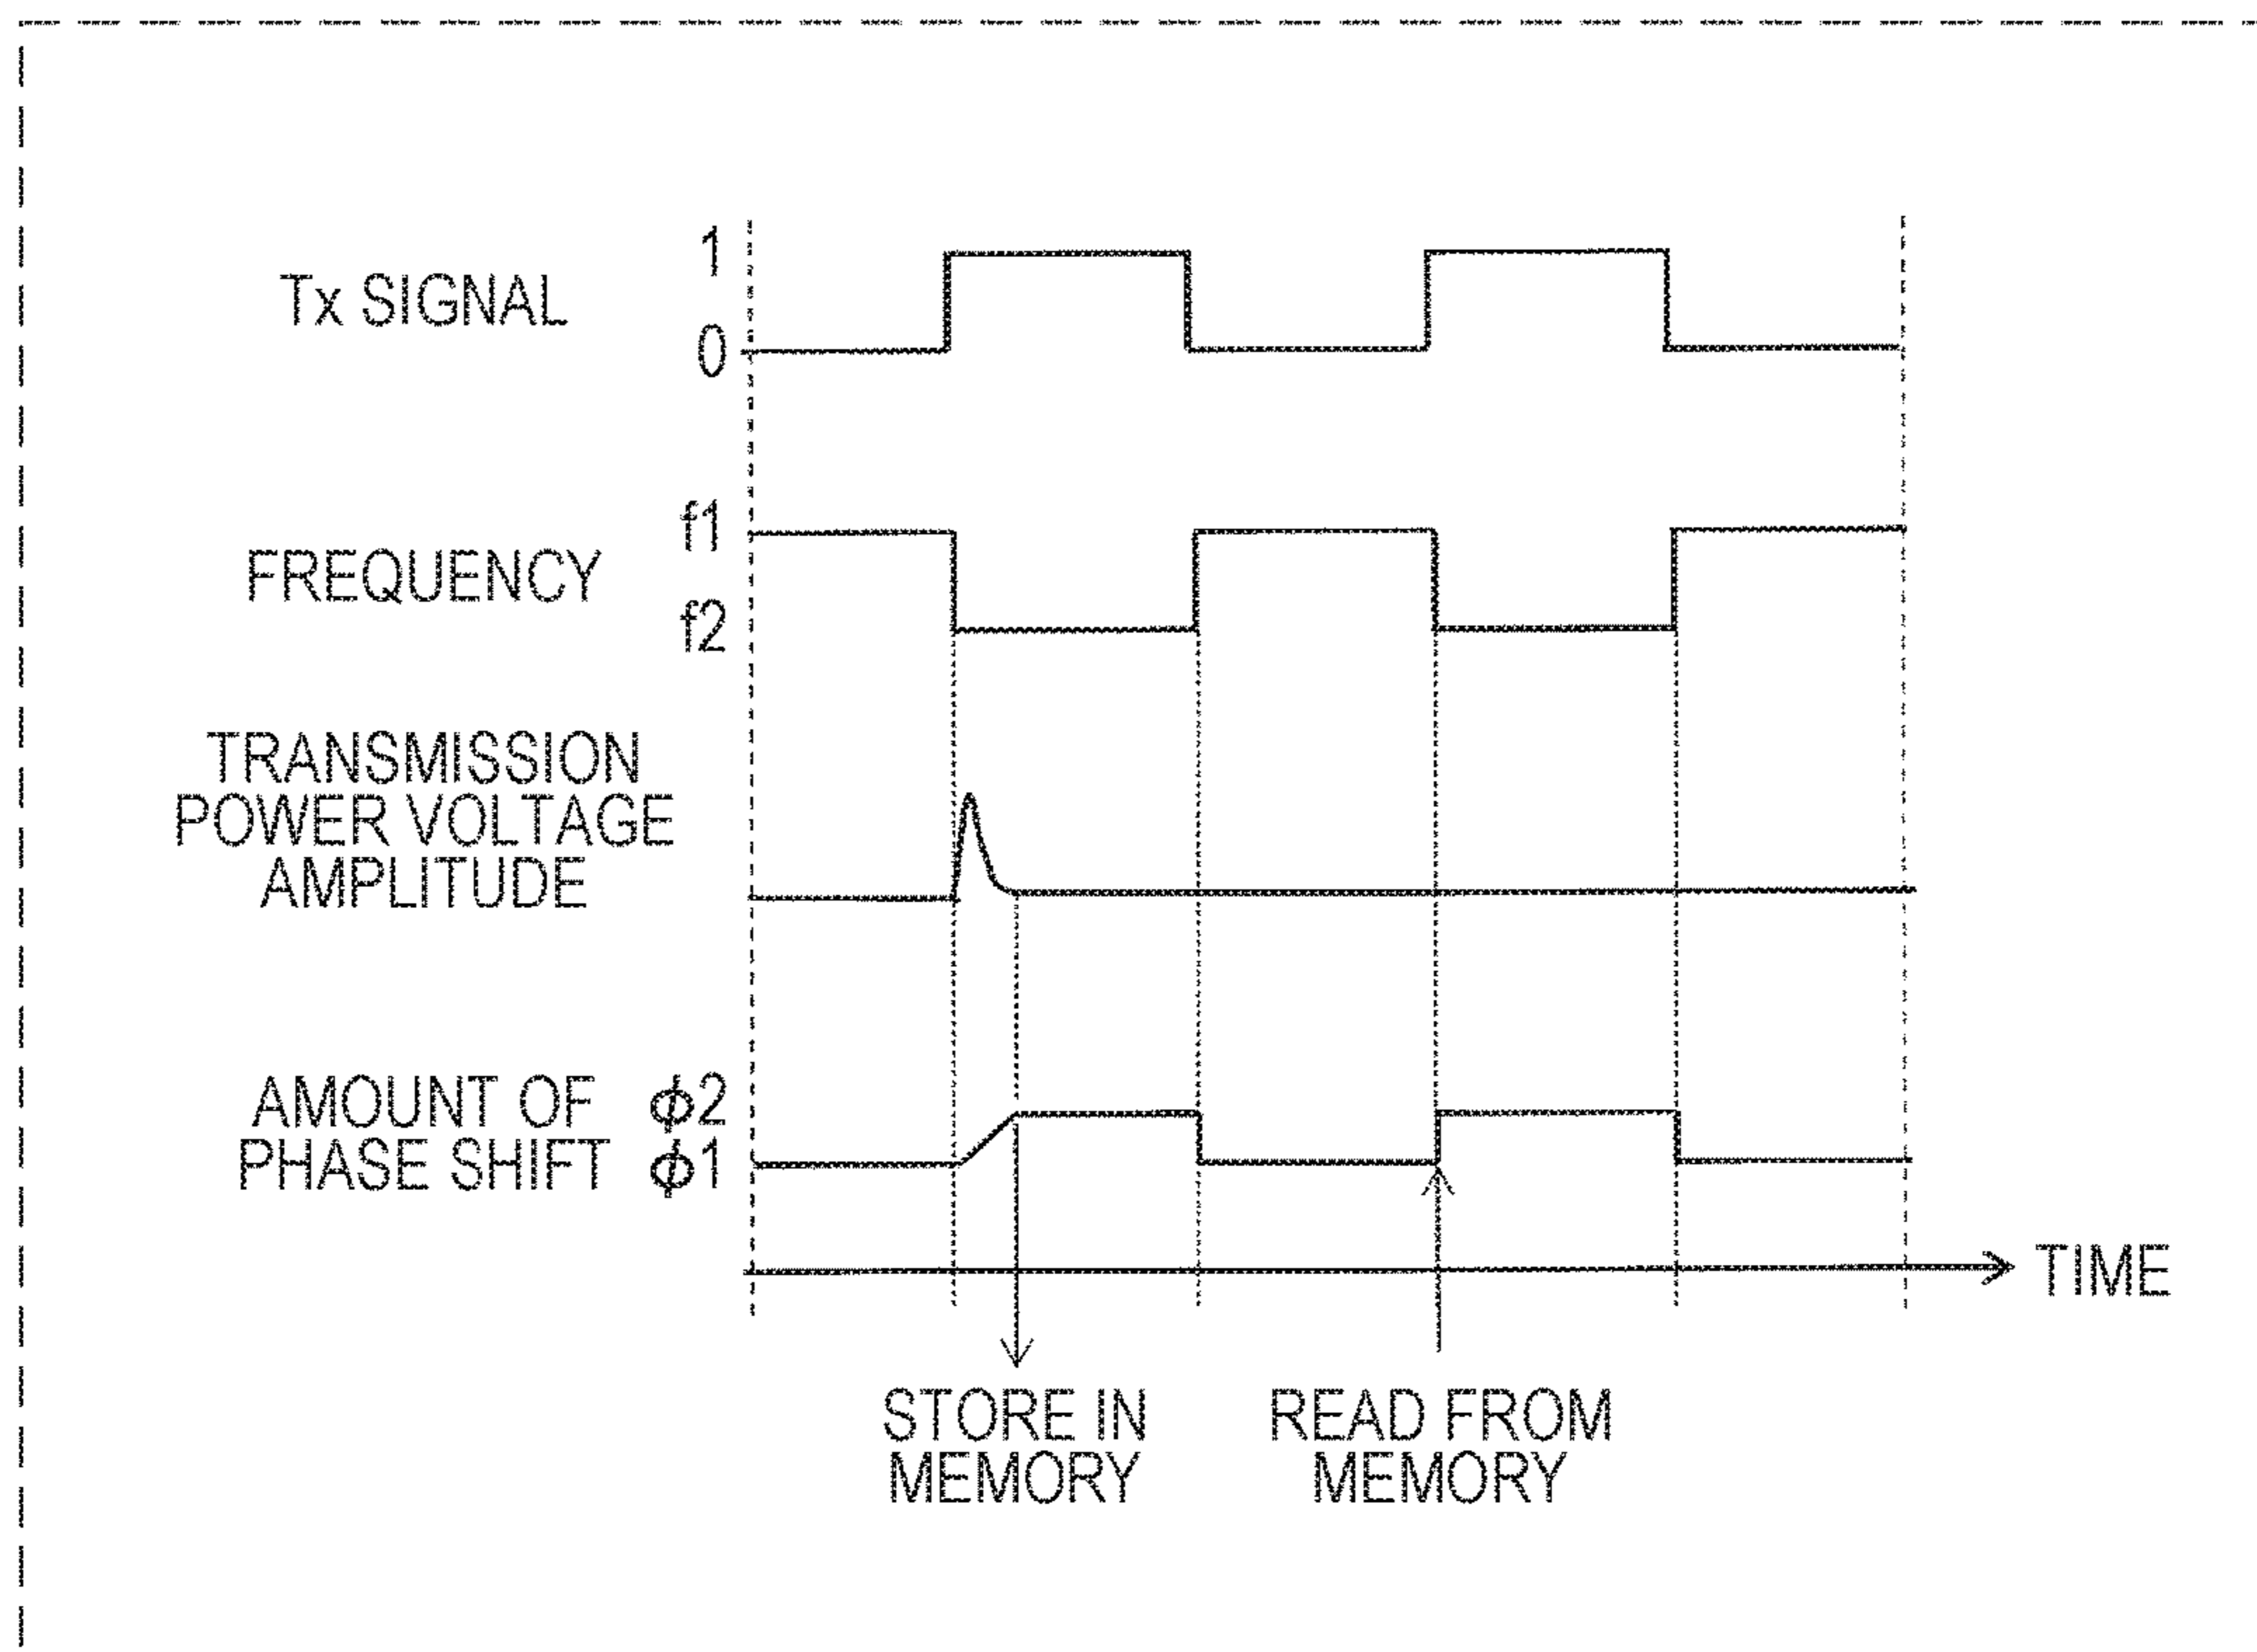 1
Tx SIGNAL
0
f1
FREQUENCY
f2
TRANSMISSION
POWER VOLTAGE
AMPLITUDE
AMOUNT OF ϕ2
PHASE SHIFT ϕ1
TIME
STORE IN
MEMORY
READ FROM
MEMORY